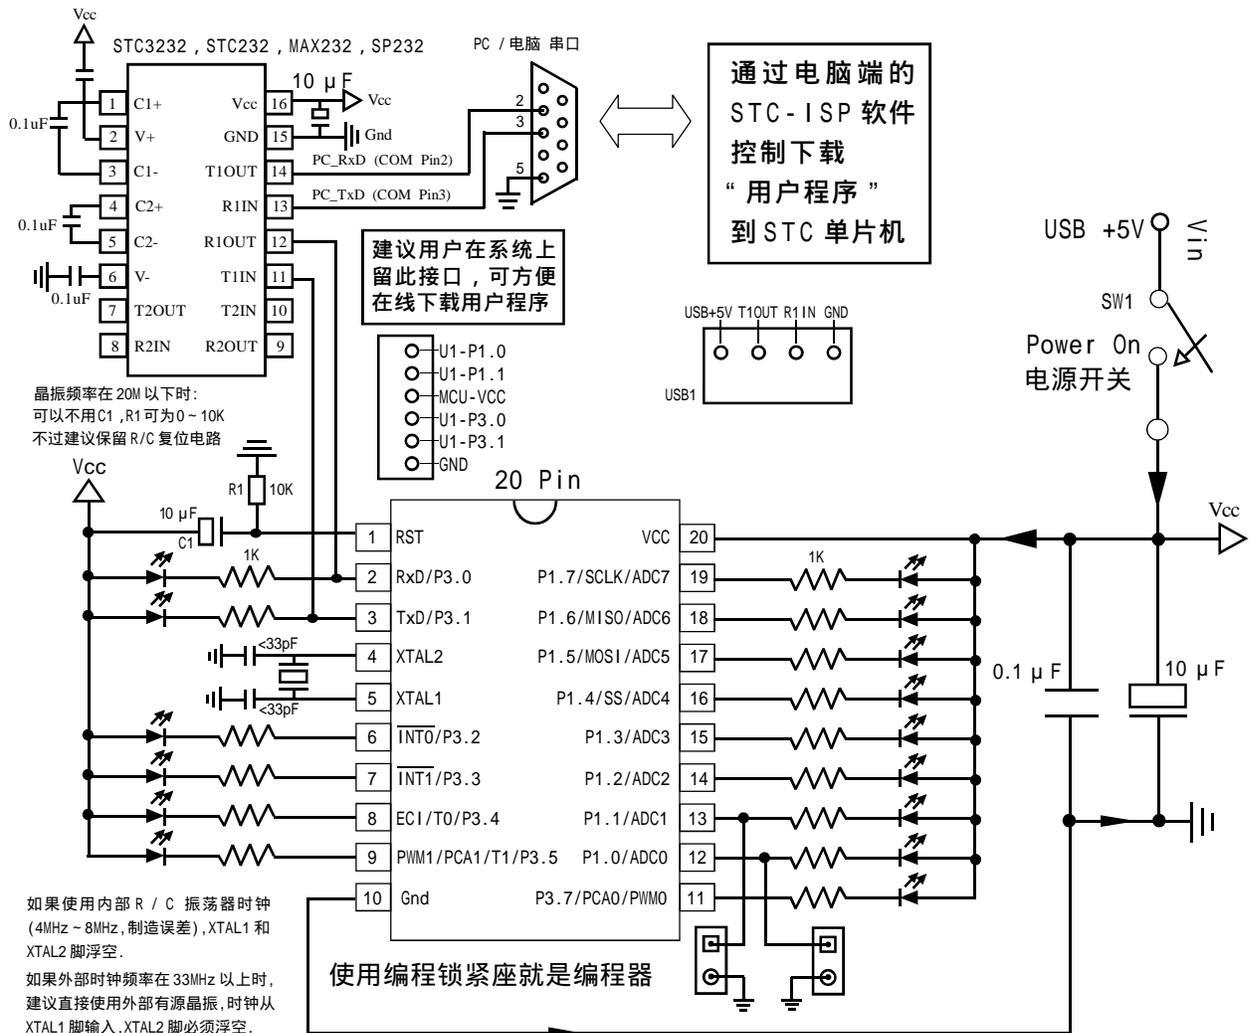 Vcc
STC3232 , STC232 , MAX232 , SP232
PC / 电脑 串口
10 μF
1 C1+ Vcc 16 Vcc
0.1uF
2 V+ GND 15 Gnd
3 C1- T1OUT 14
PC_RxD (COM Pin2)
4 C2+ R1IN 13
PC_TxD (COM Pin3)
0.1uF
5 C2- R1OUT 12
6 V- T1IN 11
0.1uF
7 T2OUT T2IN 10
8 R2IN R2OUT 9
2
3
5
通过电脑端的
STC-ISP 软件
控制下载
“ 用户程序 ”
到 STC 单片机
USB +5V
Vin
SW1
Power On
电源开关
建议用户在系统上
留此接口 , 可方便
在线下载用户程序
USB+5V T1OUT R1IN GND
USB1
U1-P1.0
U1-P1.1
MCU-VCC
U1-P3.0
U1-P3.1
GND
晶振频率在 20M 以下时:
可以不用C1 ,R1可为0 ~ 10K
不过建议保留 R/C 复位电路
Vcc
R1 10K
10 μF
C1
1K
20 Pin
1 RST VCC 20
2 RxD/P3.0 P1.7/SCLK/ADC7 19
3 TxD/P3.1 P1.6/MISO/ADC6 18
4 XTAL2 P1.5/MOSI/ADC5 17
5 XTAL1 P1.4/SS/ADC4 16
6 INT0/P3.2 P1.3/ADC3 15
7 INT1/P3.3 P1.2/ADC2 14
8 ECI/T0/P3.4 P1.1/ADC1 13
9 PWM1/PCA1/T1/P3.5 P1.0/ADC0 12
10 Gnd P3.7/PCA0/PWM0 11
<33pF
<33pF
1K
Vcc
0.1 μF
10 μF
如果使用内部 R / C 振荡器时钟
(4MHz ~ 8MHz,制造误差),XTAL1 和
XTAL2 脚浮空.
如果外部时钟频率在 33MHz 以上时,
建议直接使用外部有源晶振,时钟从
XTAL1 脚输入,XTAL2 脚必须浮空.
使用编程锁紧座就是编程器